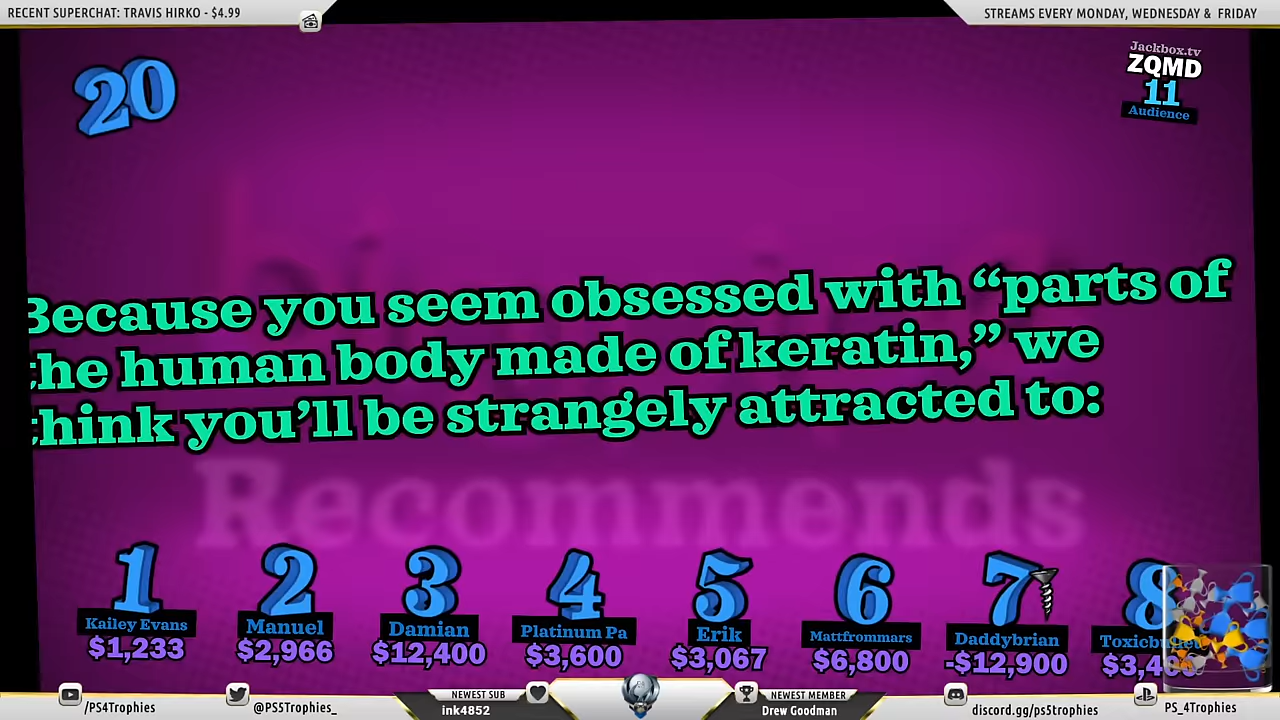 RECENT SUPERCHAT: TRAVIS HIRKO - $4.99
STREAMS EVERY MONDAY, WEDNESDAY & FRIDAY
20
Jackbox.tv
ZQMD
11
Audience
Because you seem obsessed with “parts of
the human body made of keratin,” we
think you’ll be strangely attracted to:
Recommends
1 2 3 4 5 6 7 8
Kailey Evans Manuel Damian Platinum Pa Erik Mattfrommars Daddybrian
$1,233 $2,966 $12,400 $3,600 $3,067 $6,800 -$12,900
/PS4Trophies
@PS5Trophies_
NEWEST SUB
ink4852
NEWEST MEMBER
Drew Goodman
discord.gg/ps5trophies
PS_4Trophies